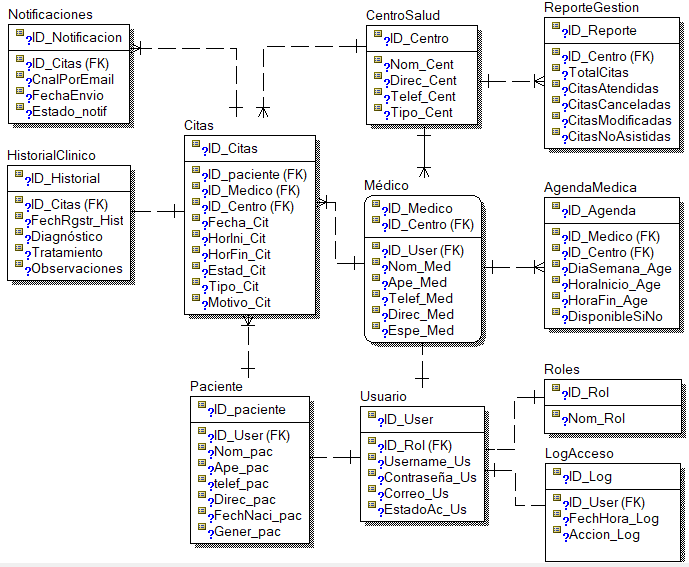 Notificaciones
?ID_Notificacion
?ID_Citas (FK)
?CnalPorEmail
?FechaEnvio
?Estado_notif
CentroSalud
?ID_Centro
?Nom_Cent
?Direc_Cent
?Telef_Cent
?Tipo_Cent
ReporteGestion
?ID_Reporte
?ID_Centro (FK)
?TotalCitas
?CitasAtendidas
?CitasCanceladas
?CitasModificadas
?CitasNoAsistidas
HistorialClinico
?ID_Historial
?ID_Citas (FK)
?FechRgstr_Hist
?Diagnóstico
?Tratamiento
?Observaciones
Citas
?ID_Citas
?ID_paciente (FK)
?ID_Medico (FK)
?ID_Centro (FK)
?Fecha_Cit
?HorIni_Cit
?HorFin_Cit
?Estad_Cit
?Tipo_Cit
?Motivo_Cit
Médico
?ID_Medico
?ID_Centro (FK)
?ID_User (FK)
?Nom_Med
?Ape_Med
?Telef_Med
?Direc_Med
?Espe_Med
AgendaMedica
?ID_Agenda
?ID_Medico (FK)
?ID_Centro (FK)
?DiaSemana_Age
?HoraInicio_Age
?HoraFin_Age
?DisponibleSiNo
Paciente
?ID_paciente
?ID_User (FK)
?Nom_pac
?Ape_pac
?telef_pac
?Direc_pac
?FechNaci_pac
?Gener_pac
Usuario
?ID_User
?ID_Rol (FK)
?Username_Us
?Contraseña_Us
?Correo_Us
?EstadoAc_Us
Roles
?ID_Rol
?Nom_Rol
LogAcceso
?ID_Log
?ID_User (FK)
?FechHora_Log
?Accion_Log